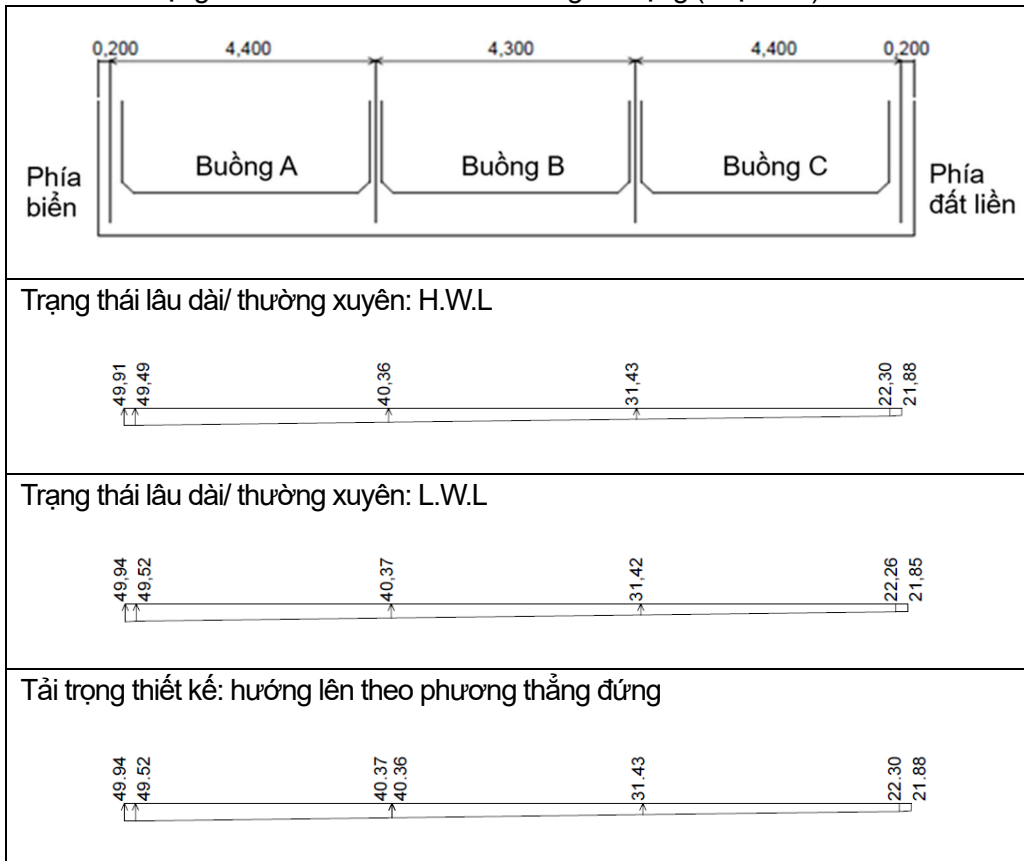 0,200 4,400 4,300 4,400 0,200
Phía biển
Buồng A
Buồng B
Buồng C
Phía đất liền
Trạng thái lâu dài/ thường xuyên: H.W.L
49,91 49,49 40,36 31,43 22,30 21,88
Trạng thái lâu dài/ thường xuyên: L.W.L
49,94 49,52 40,37 31,42 22,26 21,85
Tải trọng thiết kế: hướng lên theo phương thẳng đứng
49.94 49.52 40.37 40.36 31.43 22.30 21.88